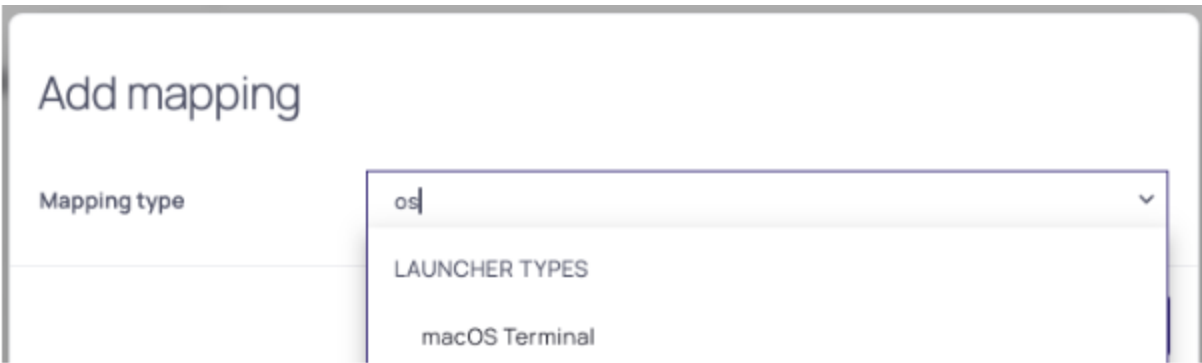 Add mapping
Mapping type
os
LAUNCHER TYPES
macOS Terminal